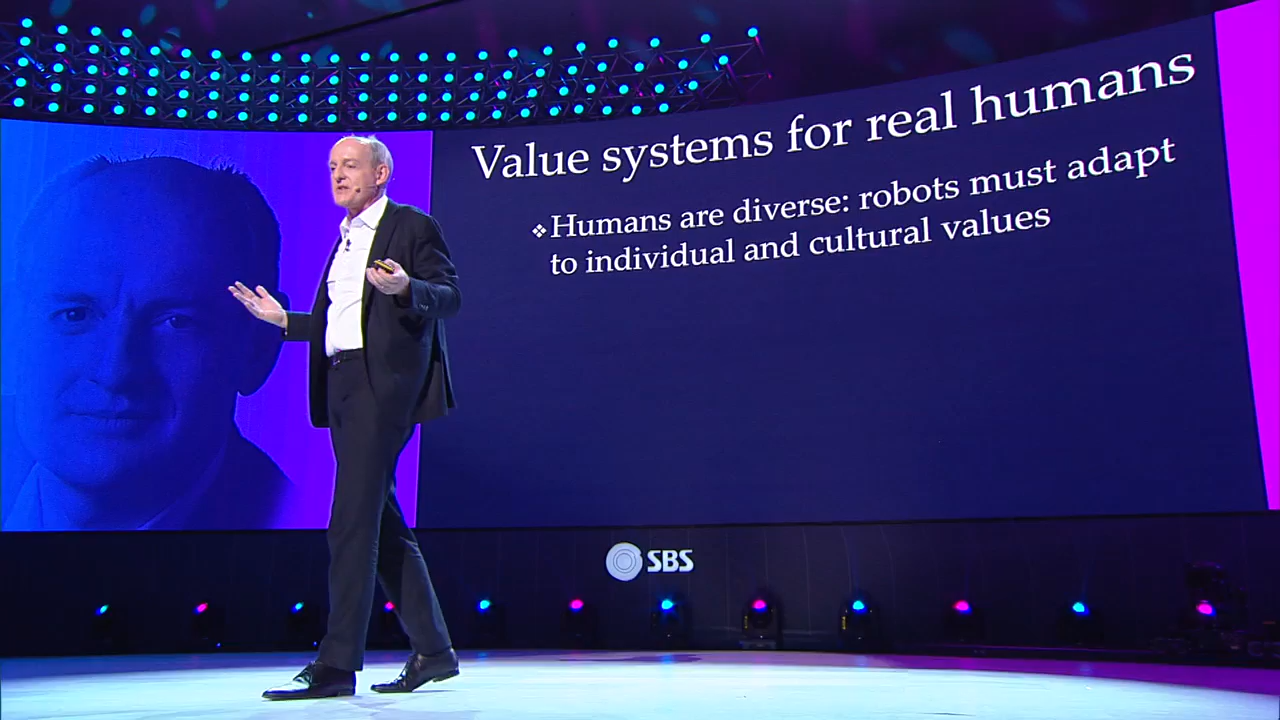 Value systems for real humans
❖Humans are diverse: robots must adapt
to individual and cultural values
SBS